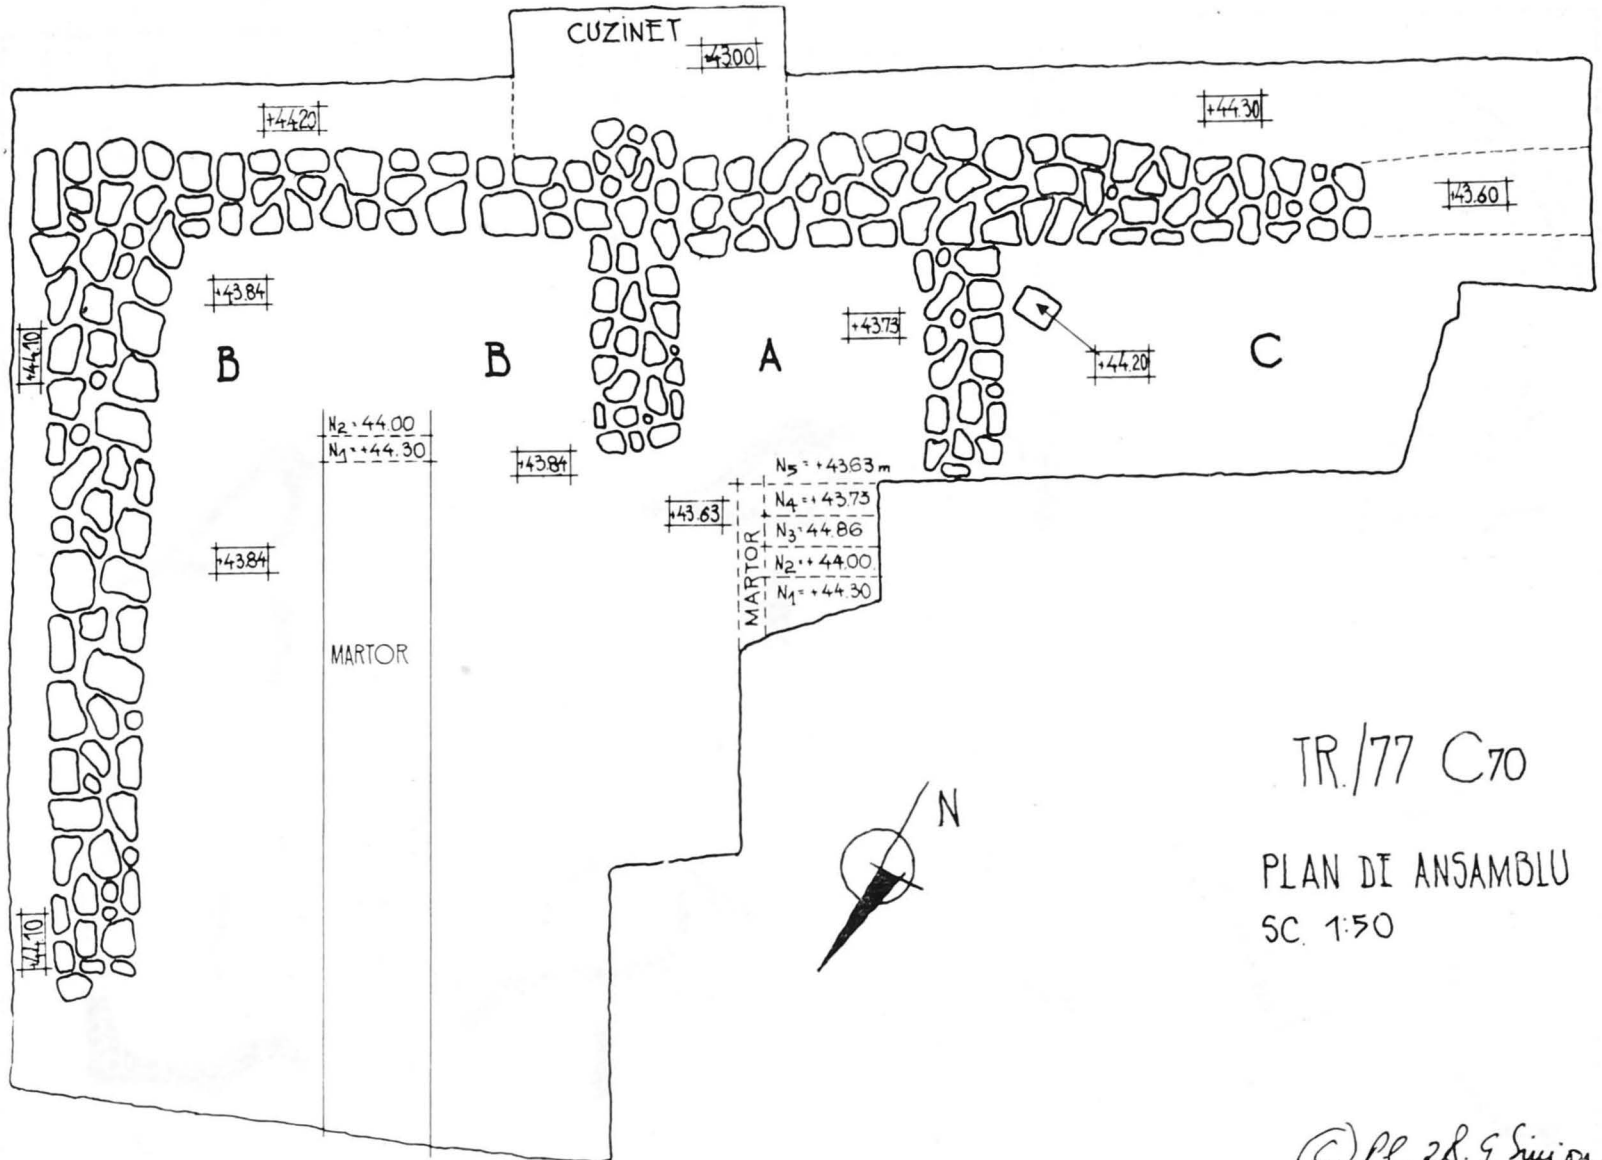 CUZINET
+43.00
+44.20
+44.30
+43.60
+43.84
+43.73
+44.10
B
B
A
C
+44.20
N2=44.00
N1=+44.30
+43.84
N5=+43.63m
+43.63
N4=+43.73
N3=44.86
N2=+44.00
N1=+44.30
MARTOR
+43.84
MARTOR
TR./77 C70
N
PLAN DE ANSAMBLU
SC. 1:50
+44.10